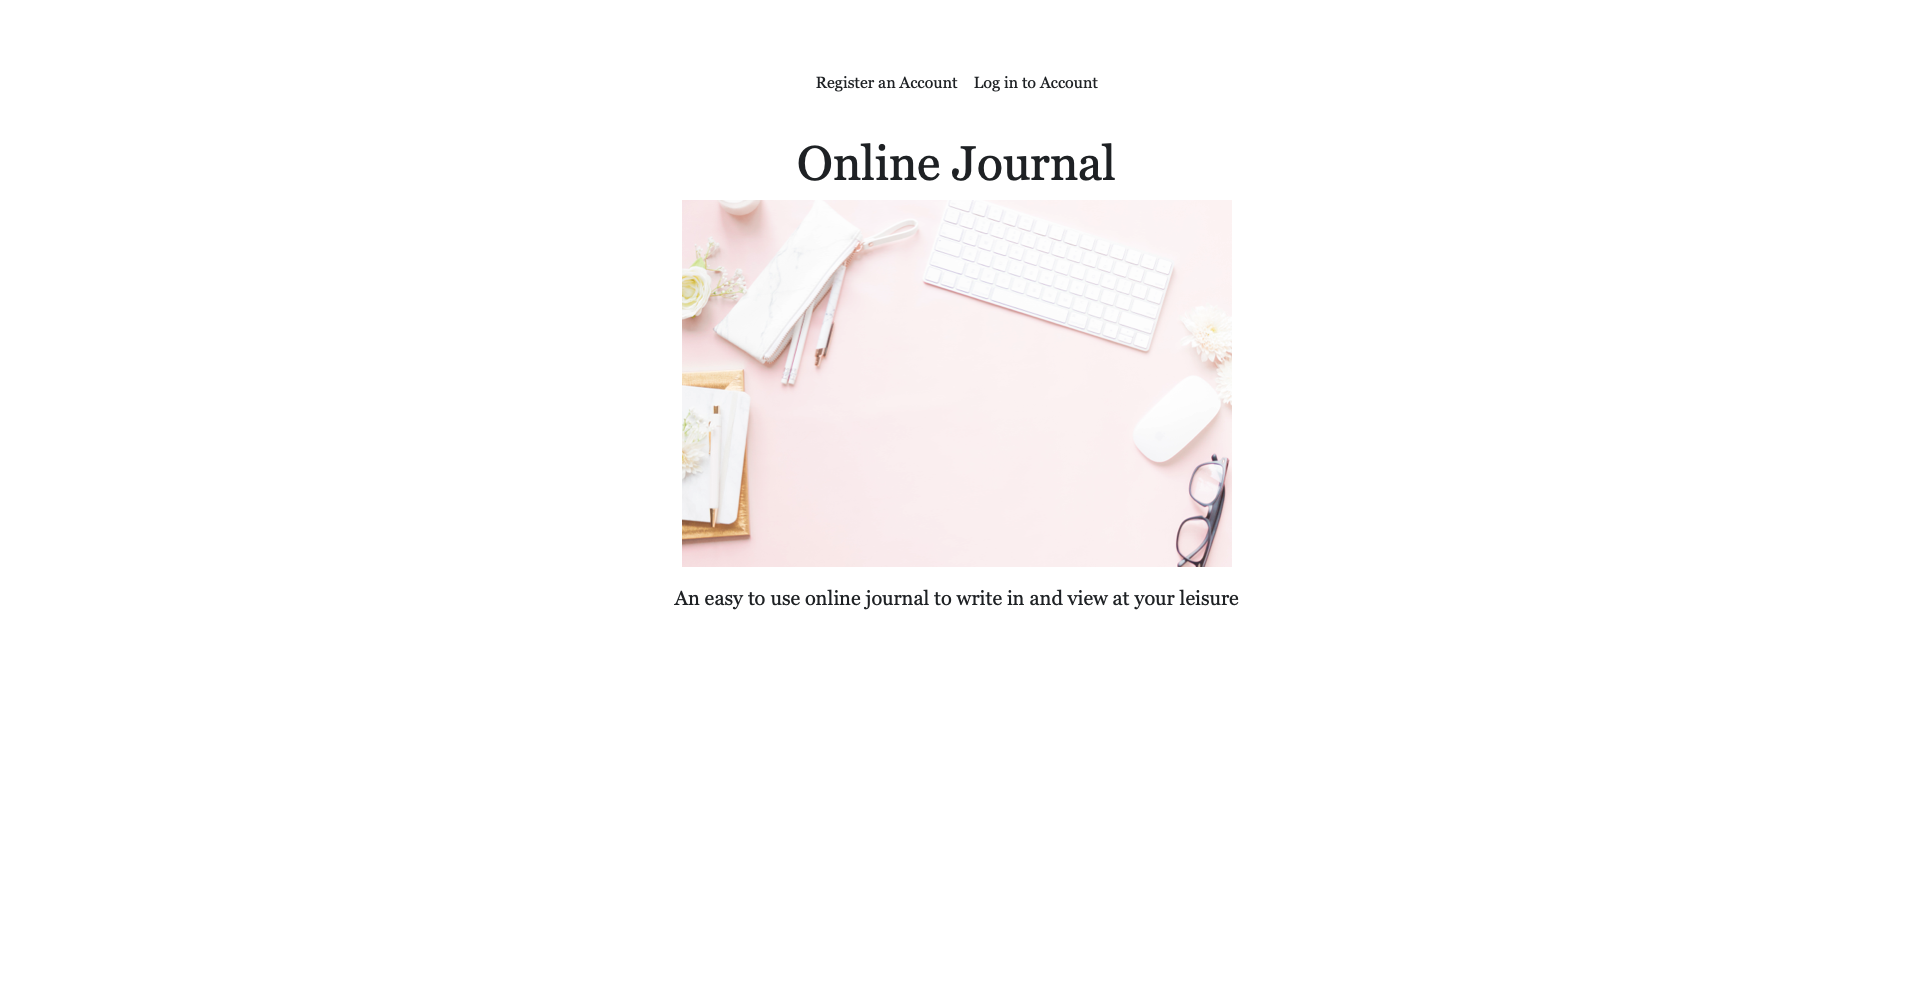 Register an Account Log in to Account
Online Journal
An easy to use online journal to write in and view at your leisure